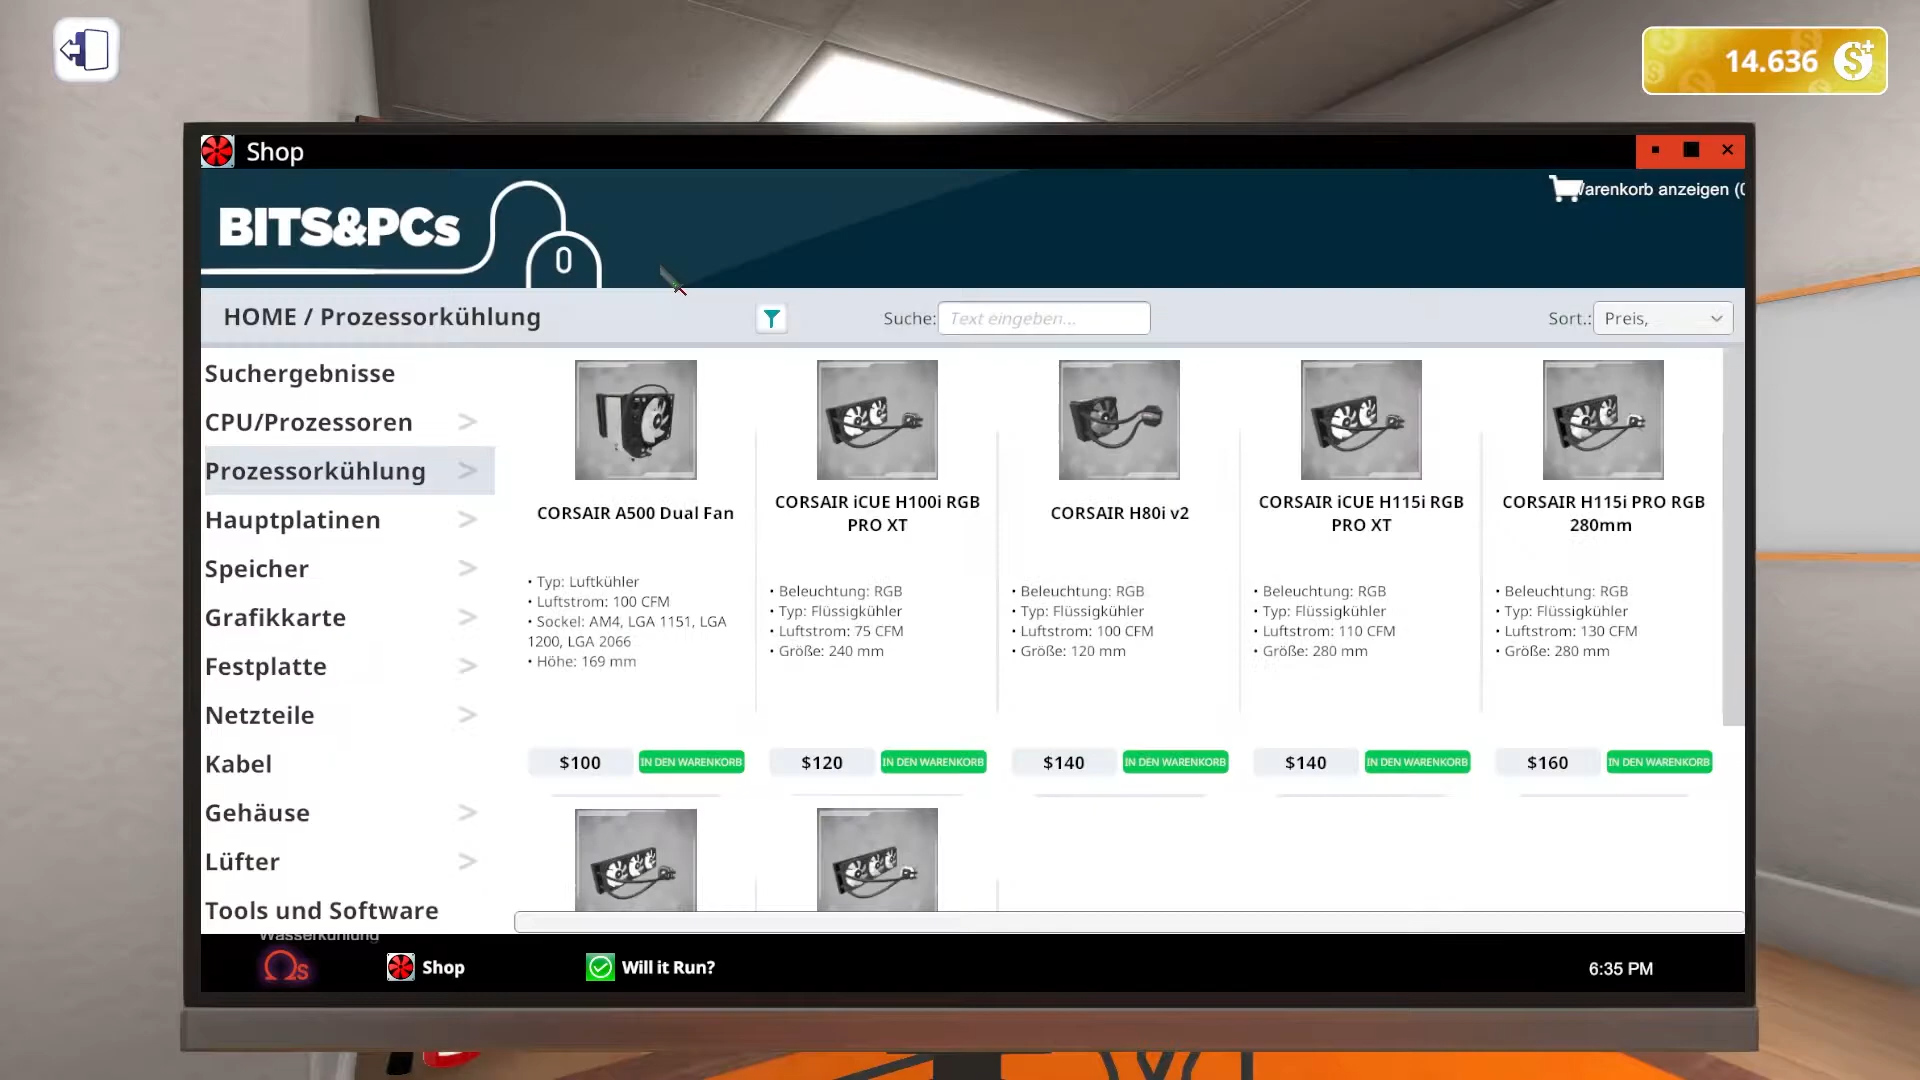 14.636
Shop
BITS&PCs
arenkorb anzeigen (0
HOME / Prozessorkühlung
Suche:
Text eingeben...
Sort.:
Preis,
Suchergebnisse
CPU/Prozessoren
Prozessorkühlung
Hauptplatinen
Speicher
Grafikkarte
Festplatte
Netzteile
Kabel
Gehäuse
Lüfter
Tools und Software
Wasserkühlung
CORSAIR A500 Dual Fan
• Typ: Luftkühler
• Luftstrom: 100 CFM
• Sockel: AM4, LGA 1151, LGA
1200, LGA 2066
• Höhe: 169 mm
$100
IN DEN WARENKORB
CORSAIR iCUE H100i RGB
PRO XT
• Beleuchtung: RGB
• Typ: Flüssigkühler
• Luftstrom: 75 CFM
• Größe: 240 mm
$120
IN DEN WARENKORB
CORSAIR H80i v2
• Beleuchtung: RGB
• Typ: Flüssigkühler
• Luftstrom: 100 CFM
• Größe: 120 mm
$140
IN DEN WARENKORB
CORSAIR iCUE H115i RGB
PRO XT
• Beleuchtung: RGB
• Typ: Flüssigkühler
• Luftstrom: 110 CFM
• Größe: 280 mm
$140
IN DEN WARENKORB
CORSAIR H115i PRO RGB
280mm
• Beleuchtung: RGB
• Typ: Flüssigkühler
• Luftstrom: 130 CFM
• Größe: 280 mm
$160
IN DEN WARENKORB
Ωs
Shop
Will it Run?
6:35 PM